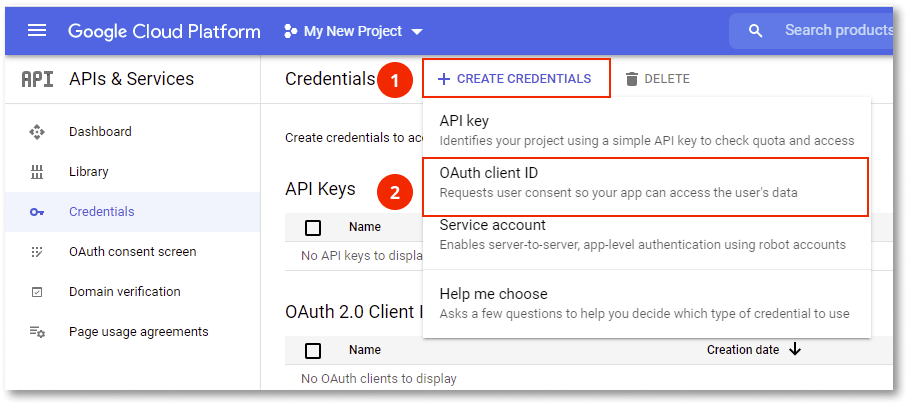 Google Cloud Platform My New Project Search products
API APIs & Services Credentials 1 + CREATE CREDENTIALS DELETE
Dashboard
Library
Credentials
OAuth consent screen
Domain verification
Page usage agreements
Create credentials to
API key
Identifies your project using a simple API key to check quota and access
2
OAuth client ID
Requests user consent so your app can access the user's data
Service account
Enables server-to-server, app-level authentication using robot accounts
Help me choose
Asks a few questions to help you decide which type of credential to use
API Keys
Name
No API keys to
OAuth 2.0 Client
Name Creation date
No OAuth clients to display